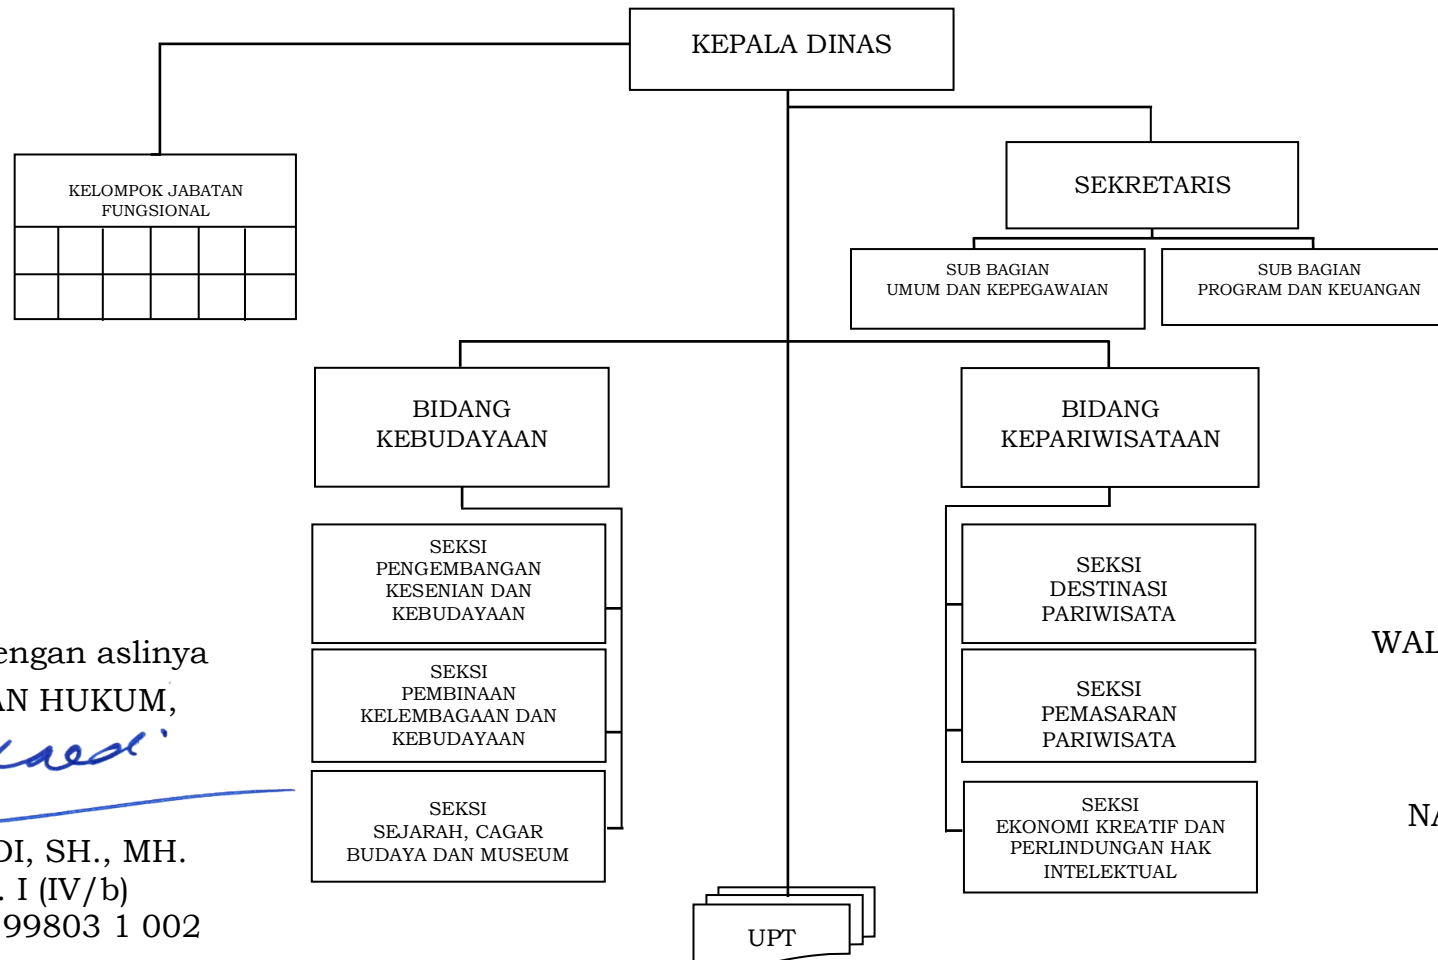 KEPALA DINAS
KELOMPOK JABATAN
FUNGSIONAL
SEKRETARIS
SUB BAGIAN
UMUM DAN KEPEGAWAIAN
SUB BAGIAN
PROGRAM DAN KEUANGAN
BIDANG
KEBUDAYAAN
BIDANG
KEPARIWISATAAN
SEKSI
PENGEMBANGAN
KESENIAN DAN
KEBUDAYAAN
SEKSI
PEMBINAAN
KELEMBAGAAN DAN
KEBUDAYAAN
SEKSI
SEJARAH, CAGAR
BUDAYA DAN MUSEUM
SEKSI
DESTINASI
PARIWISATA
SEKSI
PEMASARAN
PARIWISATA
SEKSI
EKONOMI KREATIF DAN
PERLINDUNGAN HAK
INTELEKTUAL
UPT
engan aslinya
AN HUKUM,
DI, SH., MH.
. I (IV/b)
99803 1 002
WAL
NA